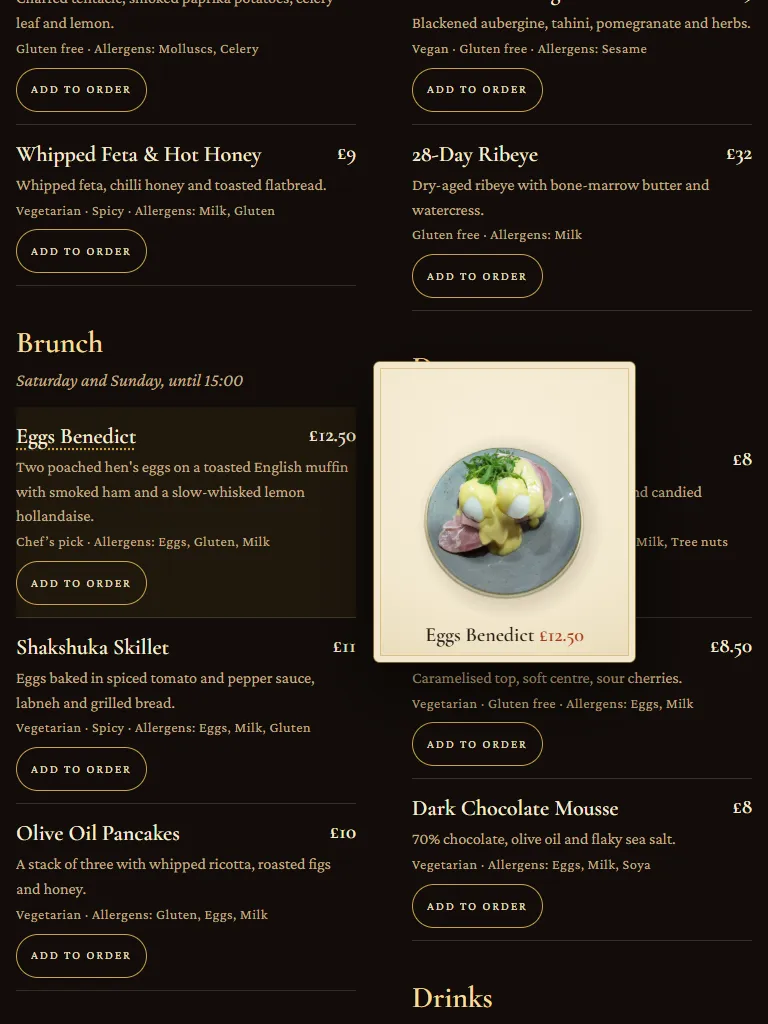 leaf and lemon.
Gluten free · Allergens: Molluscs, Celery
ADD TO ORDER
Whipped Feta & Hot Honey £9
Whipped feta, chilli honey and toasted flatbread.
Vegetarian · Spicy · Allergens: Milk, Gluten
ADD TO ORDER
Brunch
Saturday and Sunday, until 15:00
Eggs Benedict £12.50
Two poached hen's eggs on a toasted English muffin
with smoked ham and a slow-whisked lemon
hollandaise.
Chef's pick · Allergens: Eggs, Gluten, Milk
ADD TO ORDER
Shakshuka Skillet £11
Eggs baked in spiced tomato and pepper sauce,
labneh and grilled bread.
Vegetarian · Spicy · Allergens: Eggs, Milk, Gluten
ADD TO ORDER
Olive Oil Pancakes £10
A stack of three with whipped ricotta, roasted figs
and honey.
Vegetarian · Allergens: Gluten, Eggs, Milk
ADD TO ORDER
Blackened aubergine, tahini, pomegranate and herbs.
Vegan · Gluten free · Allergens: Sesame
ADD TO ORDER
28-Day Ribeye £32
Dry-aged ribeye with bone-marrow butter and
watercress.
Gluten free · Allergens: Milk
ADD TO ORDER
£8
candied
Milk, Tree nuts
Eggs Benedict £12.50
£8.50
Caramelised top, soft centre, sour cherries.
Vegetarian · Gluten free · Allergens: Eggs, Milk
ADD TO ORDER
Dark Chocolate Mousse £8
70% chocolate, olive oil and flaky sea salt.
Vegetarian · Allergens: Eggs, Milk, Soya
ADD TO ORDER
Drinks